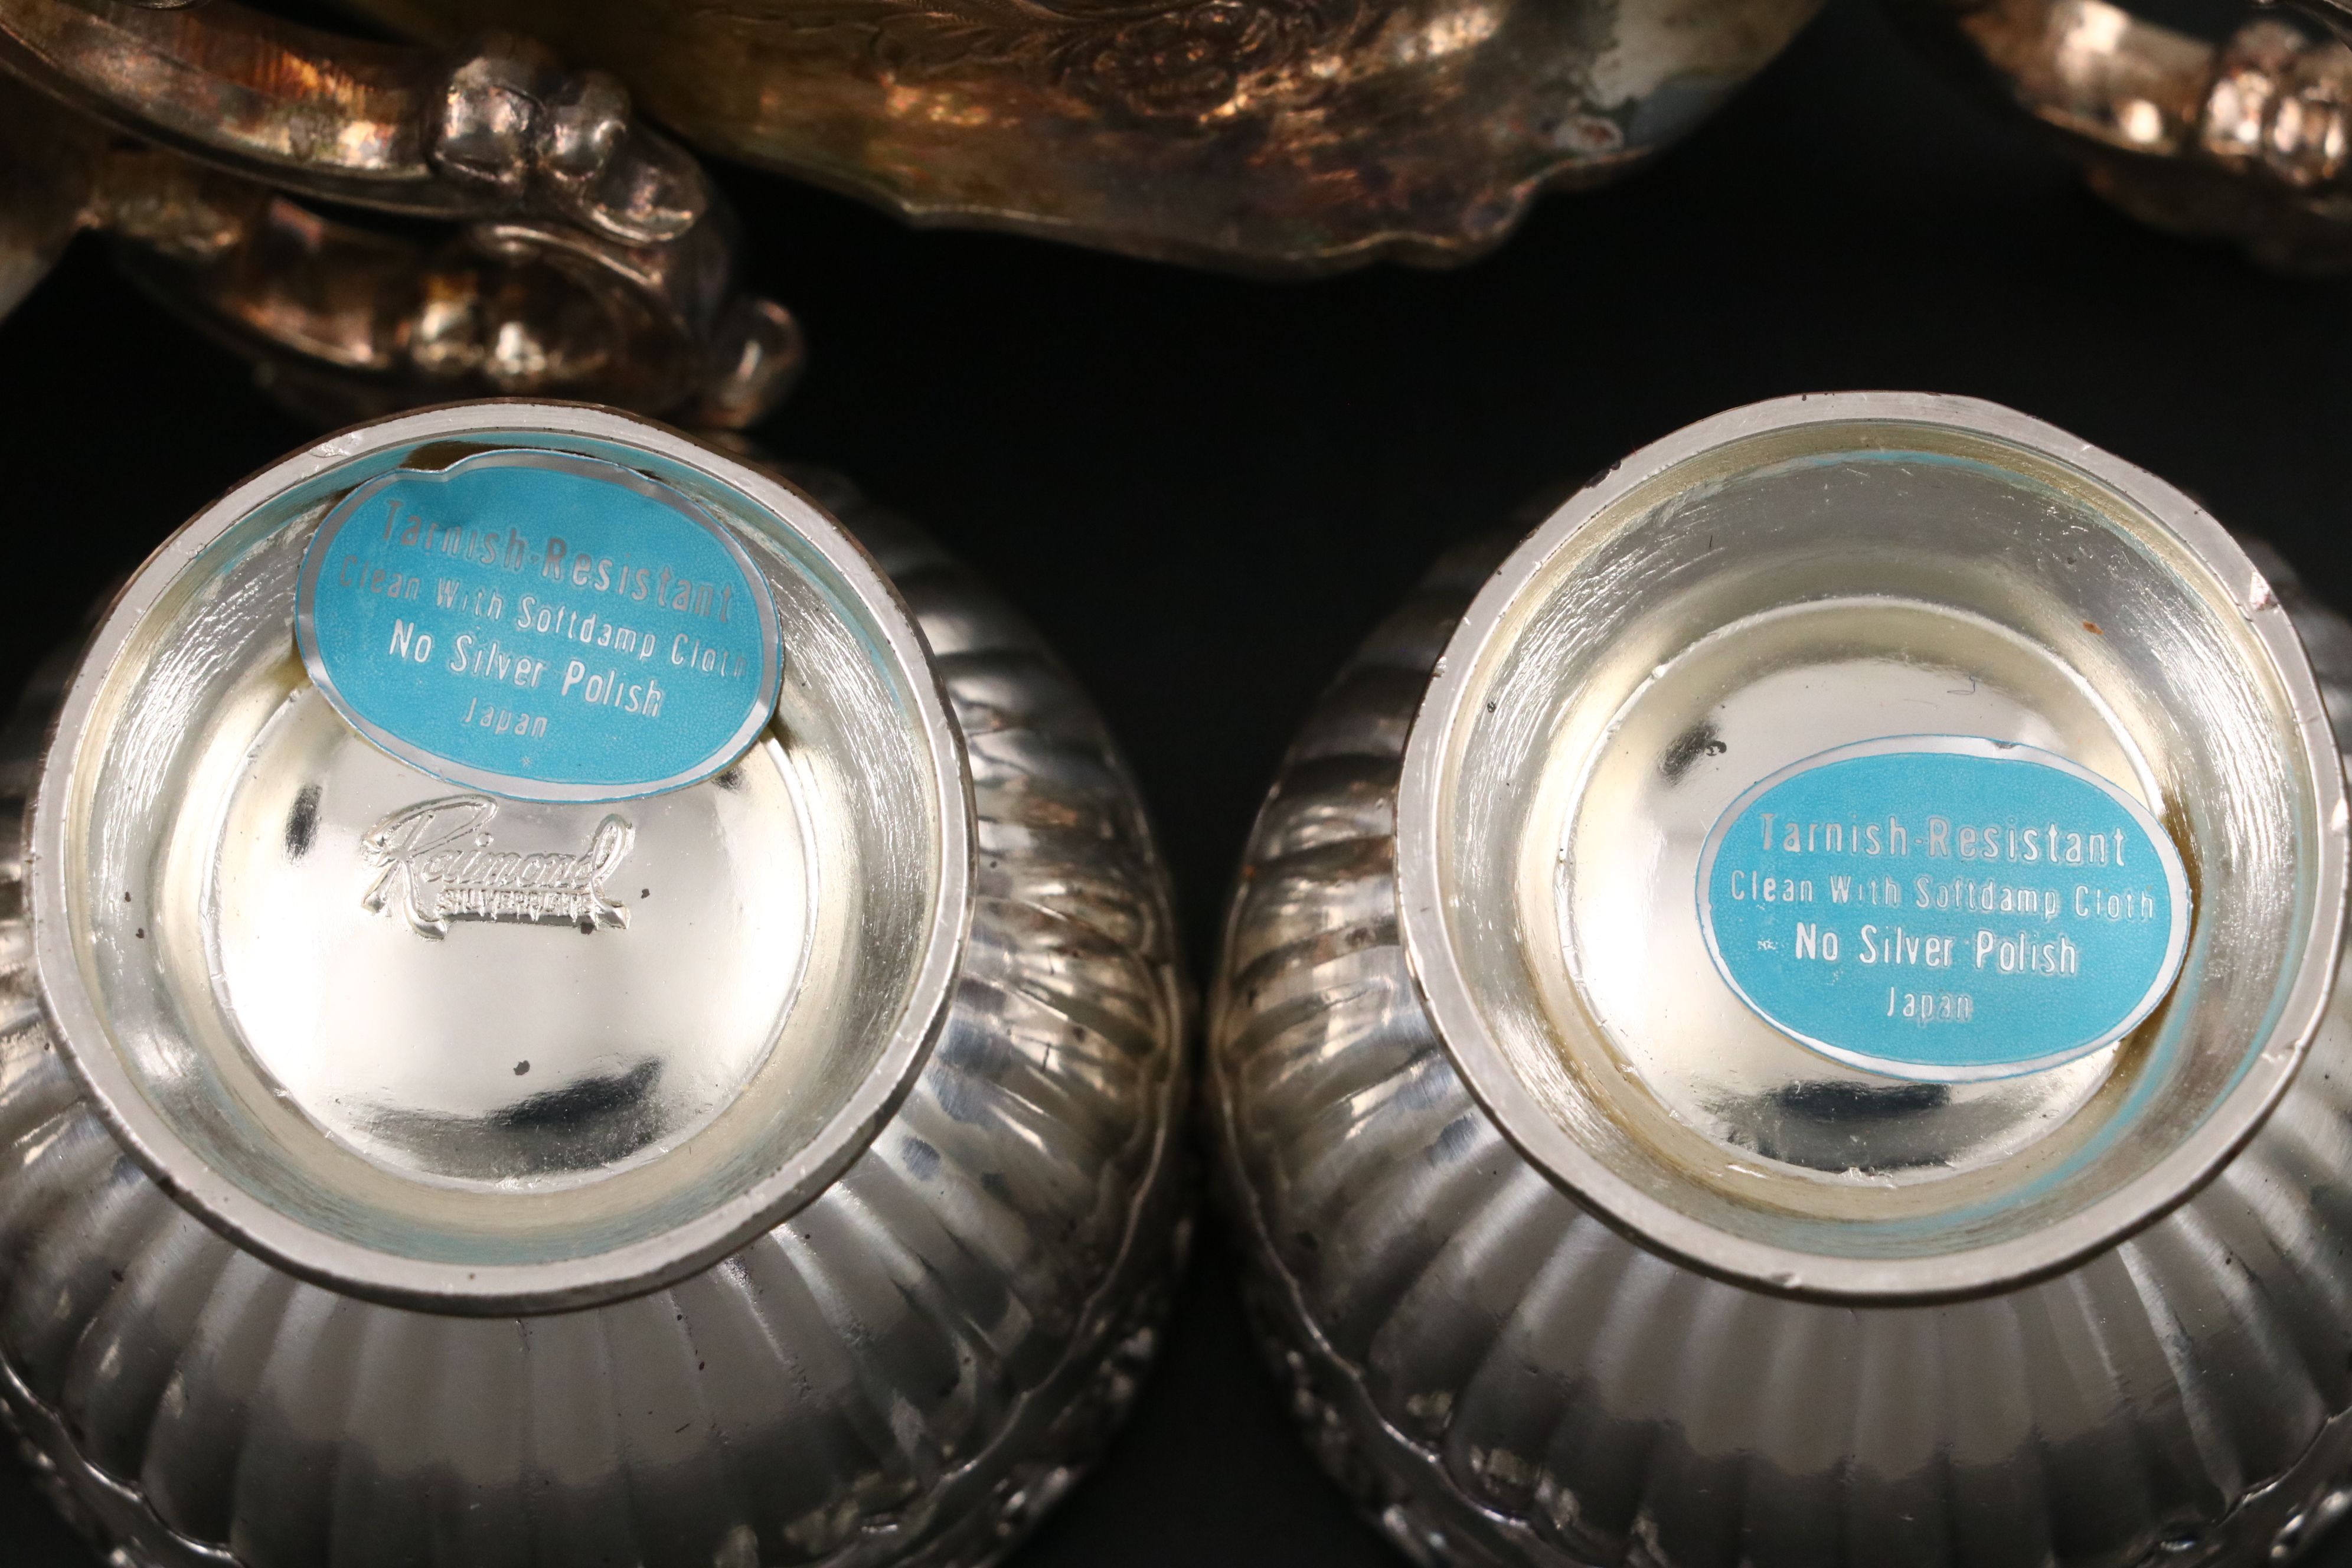 Tarnish-Resistant
Clean With Softdamp Cloth
No Silver Polish
Japan
Raimond
SILVERPLATE
Tarnish-Resistant
Clean With Softdamp Cloth
No Silver Polish
Japan